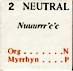 2 NEUTRAL
Nuuurrr'e'c
Org.......'e'N
Myrrhyn....P